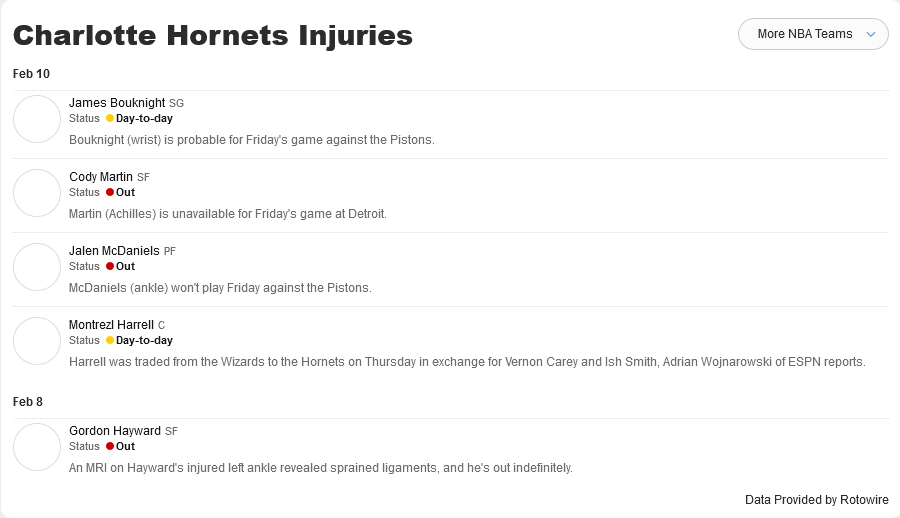 Charlotte Hornets Injuries
More NBA Teams
Feb 10
James Bouknight SG
Status Day-to-day
Bouknight (wrist) is probable for Friday's game against the Pistons.
Cody Martin SF
Status Out
Martin (Achilles) is unavailable for Friday's game at Detroit.
Jalen McDaniels PF
Status Out
McDaniels (ankle) won't play Friday against the Pistons.
Montrezl Harrell C
Status Day-to-day
Harrell was traded from the Wizards to the Hornets on Thursday in exchange for Vernon Carey and Ish Smith, Adrian Wojnarowski of ESPN reports.
Feb 8
Gordon Hayward SF
Status Out
An MRI on Hayward's injured left ankle revealed sprained ligaments, and he's out indefinitely.
Data Provided by Rotowire